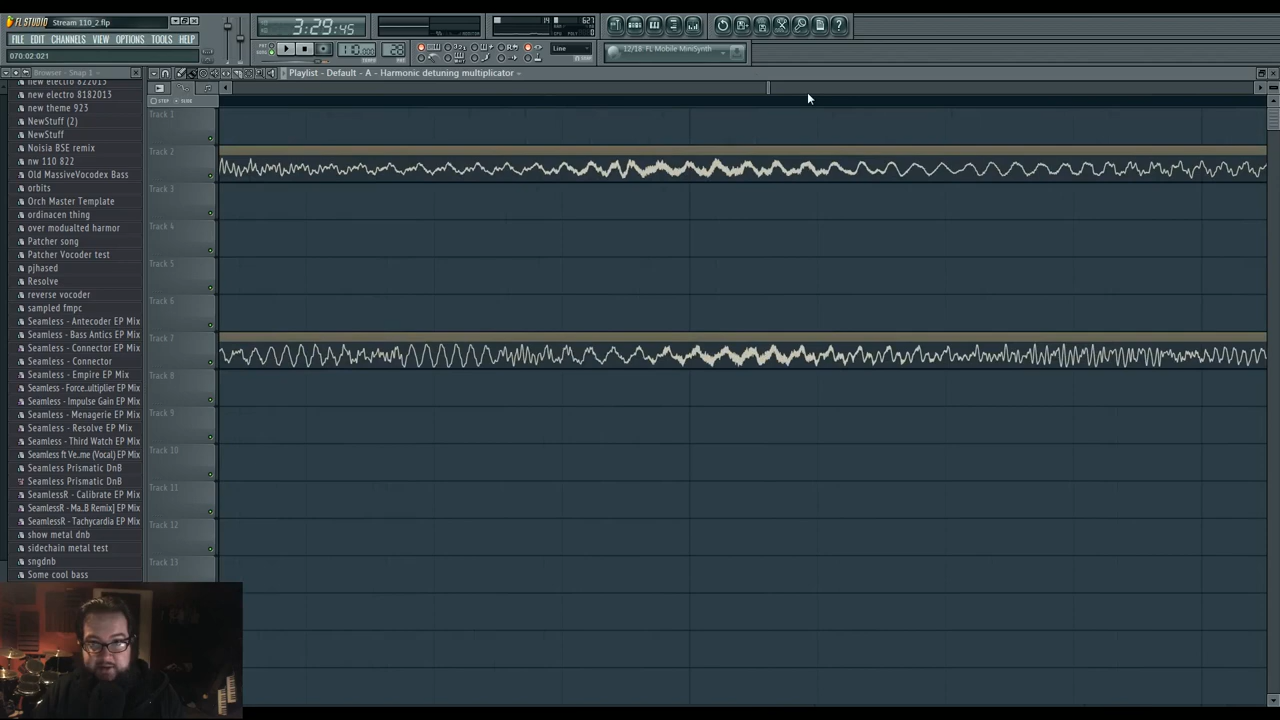 FL STUDIO
Stream 110_2.flp
FILE EDIT CHANNELS VIEW OPTIONS TOOLS HELP
070:02:021
3:29:45
14
627
Line
12/18 FL Mobile MiniSynth
Browser - Snap 1
Playlist - Default - A - Harmonic detuning multiplicator
STEP SLIDE
new electro 822013
new electro 8182013
new theme 923
NewStuff (2)
NewStuff
Noisia BSE remix
nw 110 822
Old MassiveVocodex Bass
orbits
Orch Master Template
ordinacen thing
over modualted harmor
Patcher song
Patcher Vocoder test
pjhased
Resolve
reverse vocoder
sampled fmpc
Seamless - Antecoder EP Mix
Seamless - Bass Antics EP Mix
Seamless - Connector EP Mix
Seamless - Connector
Seamless - Empire EP Mix
Seamless - Force..ultiplier EP Mix
Seamless - Impulse Gain EP Mix
Seamless - Menagerie EP Mix
Seamless - Resolve EP Mix
Seamless - Third Watch EP Mix
Seamless ft Ve..me (Vocal) EP Mix
Seamless Prismatic DnB
Seamless Prismatic DnB
SeamlessR - Calibrate EP Mix
SeamlessR - Ma..B Remix] EP Mix
SeamlessR - Tachycardia EP Mix
show metal dnb
sidechain metal test
sngdnb
Some cool bass
Track 1
Track 2
Track 3
Track 4
Track 5
Track 6
Track 7
Track 8
Track 9
Track 10
Track 11
Track 12
Track 13